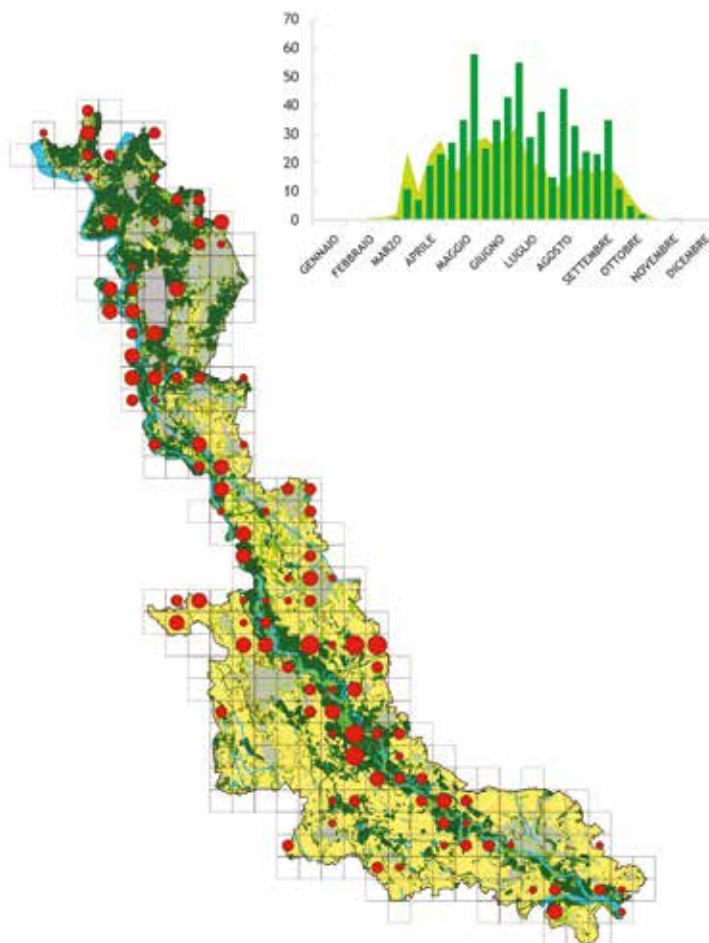 70
60
50
40
30
20
10
0
GENNAIO
FEBBRAIO
MARZO
APRILE
MAGGIO
GIUGNO
LUGLIO
AGOSTO
SETTEMBRE
OTTOBRE
NOVEMBRE
DICEMBRE